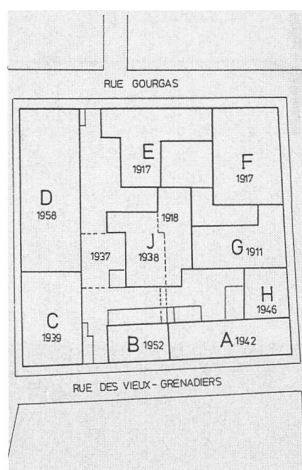 RUE GOURGAS
E
1917
F
1917
D
1958
1918
J
1938
1937
G 1911
H
1946
C
1939
B 1952
A 1942
RUE DES VIEUX-GRENADIERS